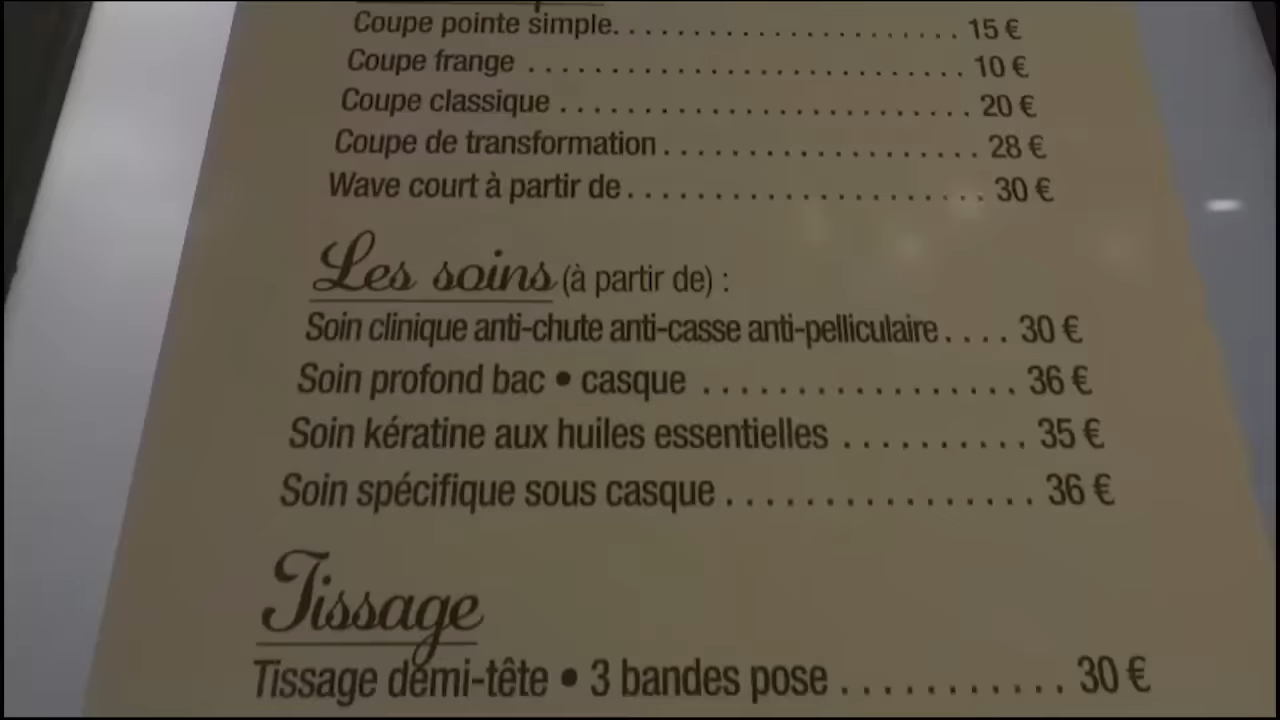 Coupe pointe simple. . . . . . . . . . . . . . . . . . . . . . 15 €
Coupe frange . . . . . . . . . . . . . . . . . . . . . . . . . . . 10 €
Coupe classique . . . . . . . . . . . . . . . . . . . . . . . . . 20 €
Coupe de transformation . . . . . . . . . . . . . . . . . . . 28 €
Wave court à partir de . . . . . . . . . . . . . . . . . . . . . . 30 €
Les soins (à partir de) :
Soin clinique anti-chute anti-casse anti-pelliculaire . . . . 30 €
Soin profond bac • casque . . . . . . . . . . . . . . . . . 36 €
Soin kératine aux huiles essentielles . . . . . . . . . . 35 €
Soin spécifique sous casque . . . . . . . . . . . . . . . . 36 €
Tissage
Tissage demi-tête • 3 bandes pose . . . . . . . . . . . 30 €